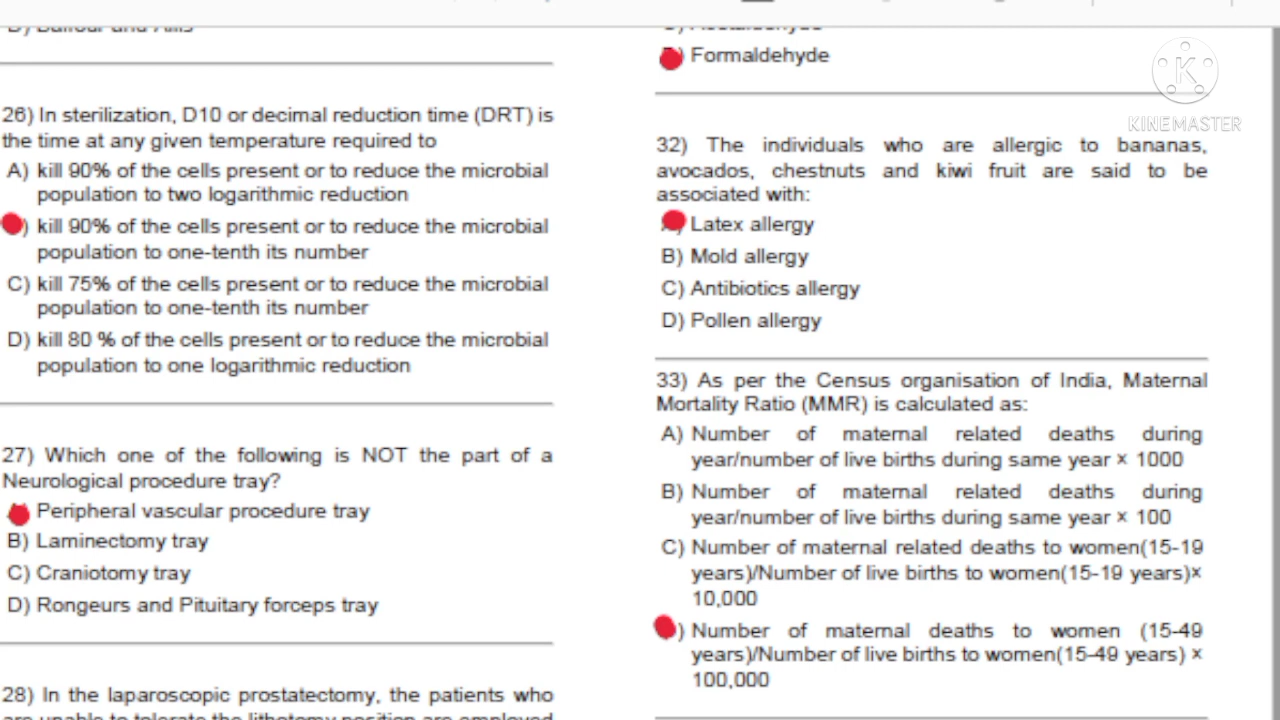 26) In sterilization, D10 or decimal reduction time (DRT) is
the time at any given temperature required to
A) kill 90% of the cells present or to reduce the microbial
population to two logarithmic reduction
) kill 90% of the cells present or to reduce the microbial
population to one-tenth its number
C) kill 75% of the cells present or to reduce the microbial
population to one-tenth its number
D) kill 80 % of the cells present or to reduce the microbial
population to one logarithmic reduction
27) Which one of the following is NOT the part of a
Neurological procedure tray?
Peripheral vascular procedure tray
B) Laminectomy tray
C) Craniotomy tray
D) Rongeurs and Pituitary forceps tray
28) In the laparoscopic prostatectomy, the patients who
are unable to tolerate the lithotomy position are employed
) Formaldehyde
32) The individuals who are allergic to bananas,
avocados, chestnuts and kiwi fruit are said to be
associated with:
Latex allergy
B) Mold allergy
C) Antibiotics allergy
D) Pollen allergy
33) As per the Census organisation of India, Maternal
Mortality Ratio (MMR) is calculated as:
A) Number of maternal related deaths during
year/number of live births during same year × 1000
B) Number of maternal related deaths during
year/number of live births during same year × 100
C) Number of maternal related deaths to women(15-19
years)/Number of live births to women(15-19 years)×
10,000
) Number of maternal deaths to women (15-49
years)/Number of live births to women(15-49 years) ×
100,000
K
KINEMASTER